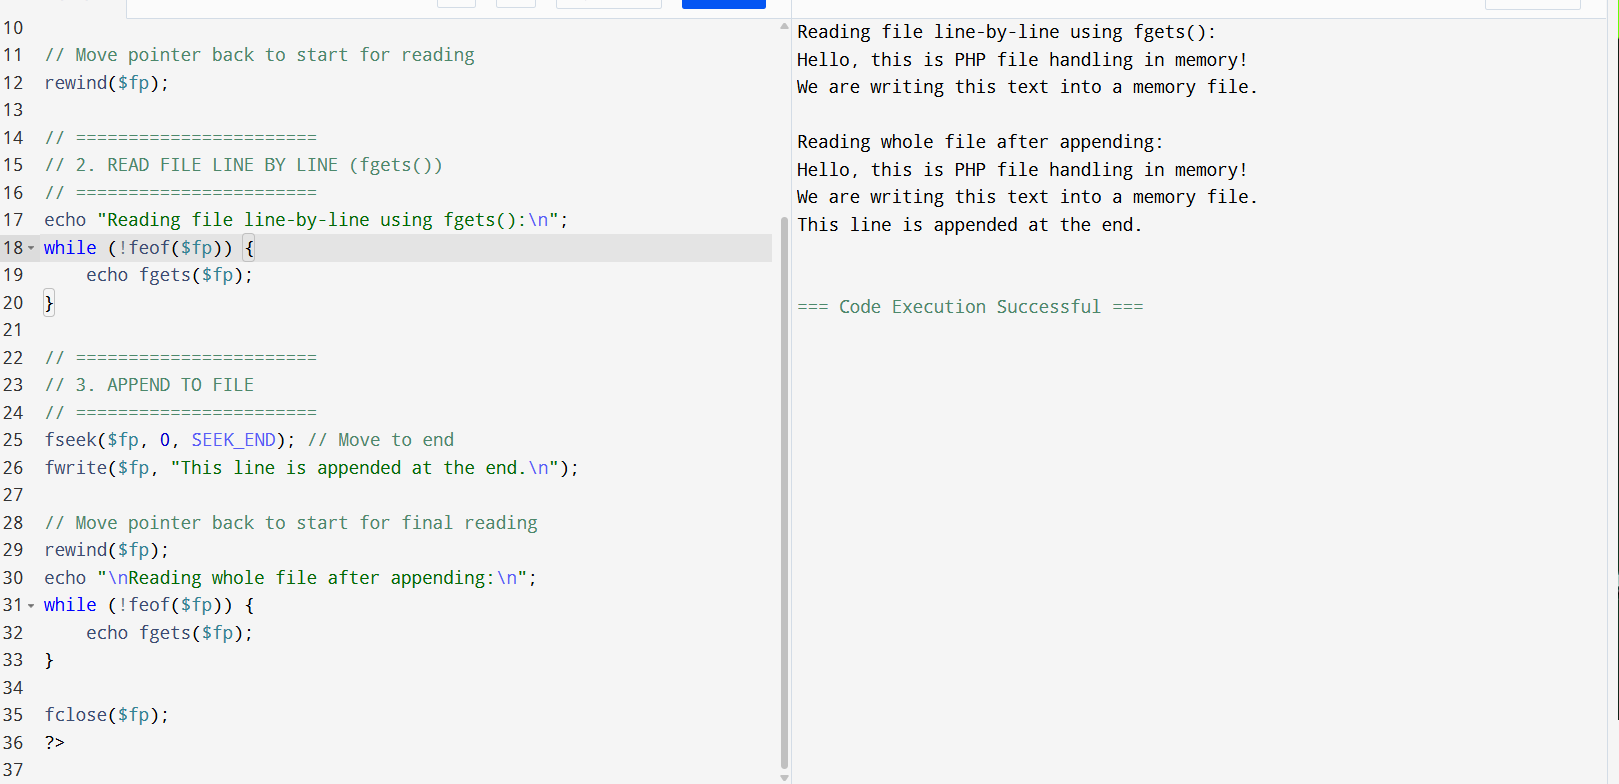 10
11 // Move pointer back to start for reading
12 rewind($fp);
13
14 // =======================
15 // 2. READ FILE LINE BY LINE (fgets())
16 // =======================
17 echo "Reading file line-by-line using fgets():\n";
18 while (!feof($fp)) {
19     echo fgets($fp);
20 }
21
22 // =======================
23 // 3. APPEND TO FILE
24 // =======================
25 fseek($fp, 0, SEEK_END); // Move to end
26 fwrite($fp, "This line is appended at the end.\n");
27
28 // Move pointer back to start for final reading
29 rewind($fp);
30 echo "\nReading whole file after appending:\n";
31 while (!feof($fp)) {
32     echo fgets($fp);
33 }
34
35 fclose($fp);
36 ?>
37
Reading file line-by-line using fgets():
Hello, this is PHP file handling in memory!
We are writing this text into a memory file.

Reading whole file after appending:
Hello, this is PHP file handling in memory!
We are writing this text into a memory file.
This line is appended at the end.

=== Code Execution Successful ===